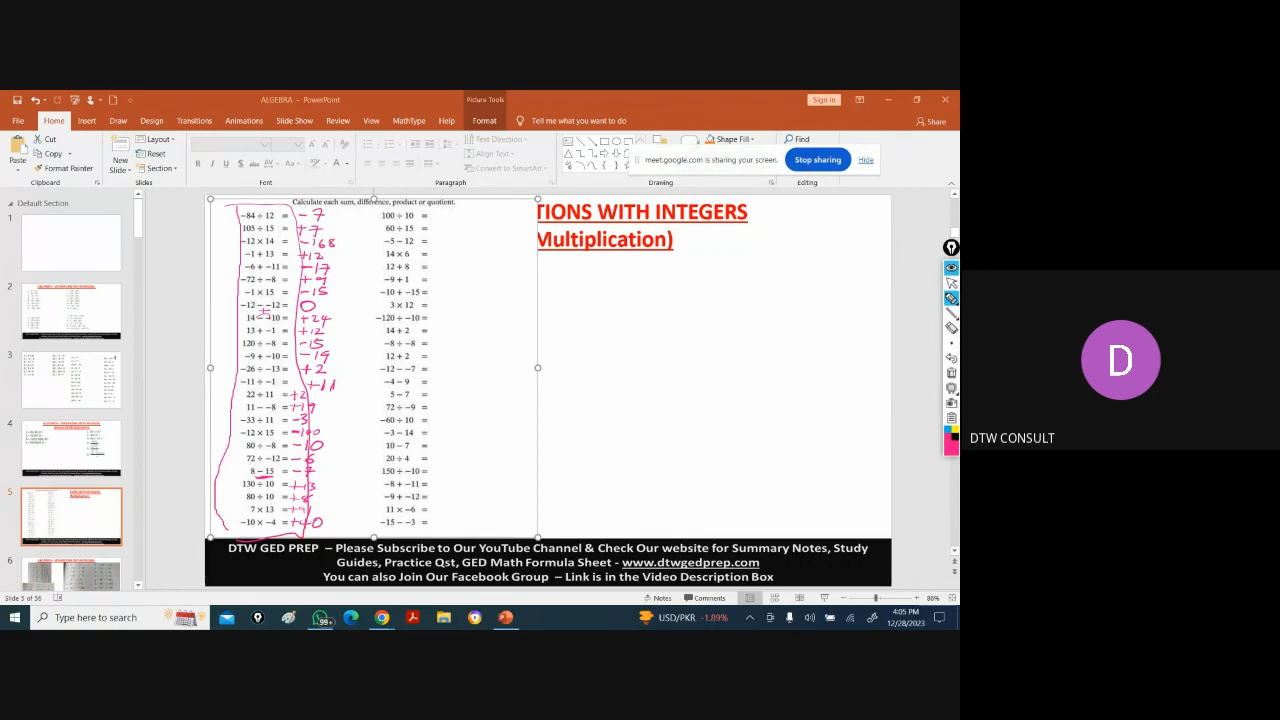 ALGEBRA - PowerPoint
Picture Tools
Sign in
File Home Insert Draw Design Transitions Animations Slide Show Review View MathType Help Format Tell me what you want to do Share
Paste
Cut
Copy
Format Painter
Clipboard
New Slide
Layout
Reset
Section
Slides
B I U S abc AV Aa A
Font
Text Direction
Align Text
Convert to SmartArt
Paragraph
Shape Fill
Drawing
Find
Editing
meet.google.com is sharing your screen. Stop sharing Hide
Default Section
1
2
3
4
5
6
Calculate each sum, difference, product or quotient.
TIONS WITH INTEGERS
Multiplication)
−84 ÷ 12 = −7
105 ÷ 15 = +7
−12 × 14 = −168
−1 + 13 = +12
−6 + −11 = −17
−72 ÷ −8 = +9
−1 × 15 = −15
−12 − −12 = 0
14 − −10 = +24
13 + −1 = +12
120 ÷ −8 = −15
−9 + −10 = −19
−26 ÷ −13 = +2
−11 ÷ −1 = +11
22 ÷ 11 = +2
11 − −8 = +19
−33 ÷ 11 = −3
−12 × 15 =
80 ÷ −8 = −10
72 ÷ −12 = −6
8 − 15 = −7
130 ÷ 10 = +13
80 ÷ 10 = +8
7 × 13 =
−10 × −4 = +40
100 ÷ 10 =
60 ÷ 15 =
−5 − 12 =
14 × 6 =
12 + 8 =
−9 + 1 =
−10 + −15 =
3 × 12 =
−120 ÷ −10 =
14 + 2 =
−8 ÷ −8 =
12 + 2 =
−12 − −7 =
−4 − 9 =
5 − 7 =
72 ÷ −9 =
−60 ÷ 10 =
−3 − 14 =
10 − 7 =
20 ÷ 4 =
150 ÷ −10 =
−8 + −11 =
−9 + −12 =
11 × −6 =
−15 − −3 =
DTW GED PREP – Please Subscribe to Our YouTube Channel & Check Our website for Summary Notes, Study
Guides, Practice Qst, GED Math Formula Sheet - www.dtwgedprep.com
You can also Join Our Facebook Group – Link is in the Video Description Box
Slide 5 of 56
Notes Comments 86%
Type here to search
99+
USD/PKR -1.89%
4:05 PM
12/28/2023
D
DTW CONSULT